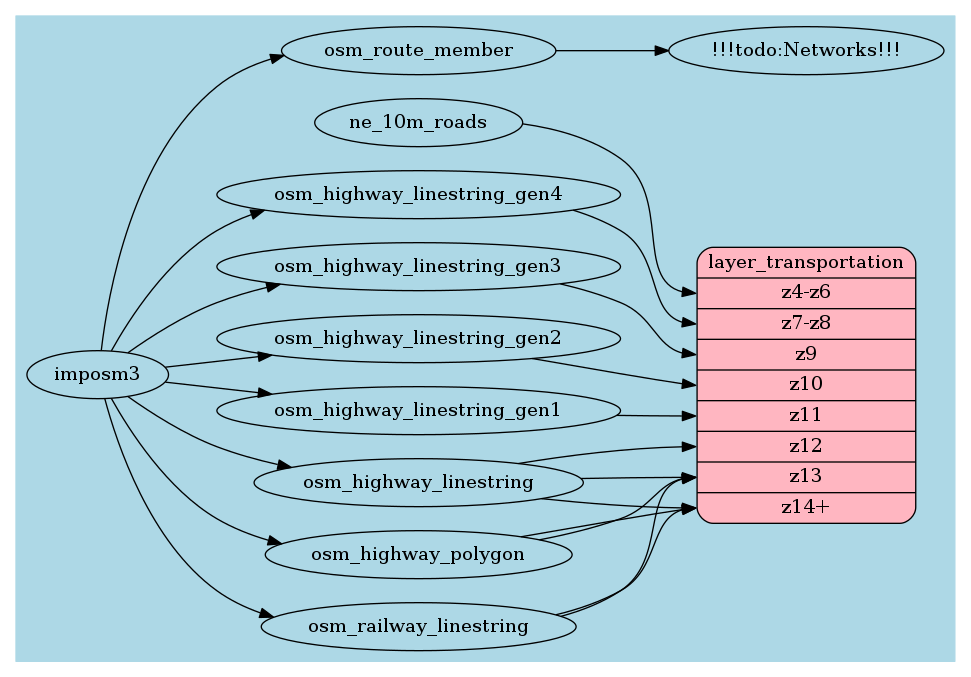 osm_route_member
!!!todo:Networks!!!
ne_10m_roads
osm_highway_linestring_gen4
osm_highway_linestring_gen3
osm_highway_linestring_gen2
imposm3
osm_highway_linestring_gen1
osm_highway_linestring
osm_highway_polygon
osm_railway_linestring
layer_transportation
z4-z6
z7-z8
z9
z10
z11
z12
z13
z14+